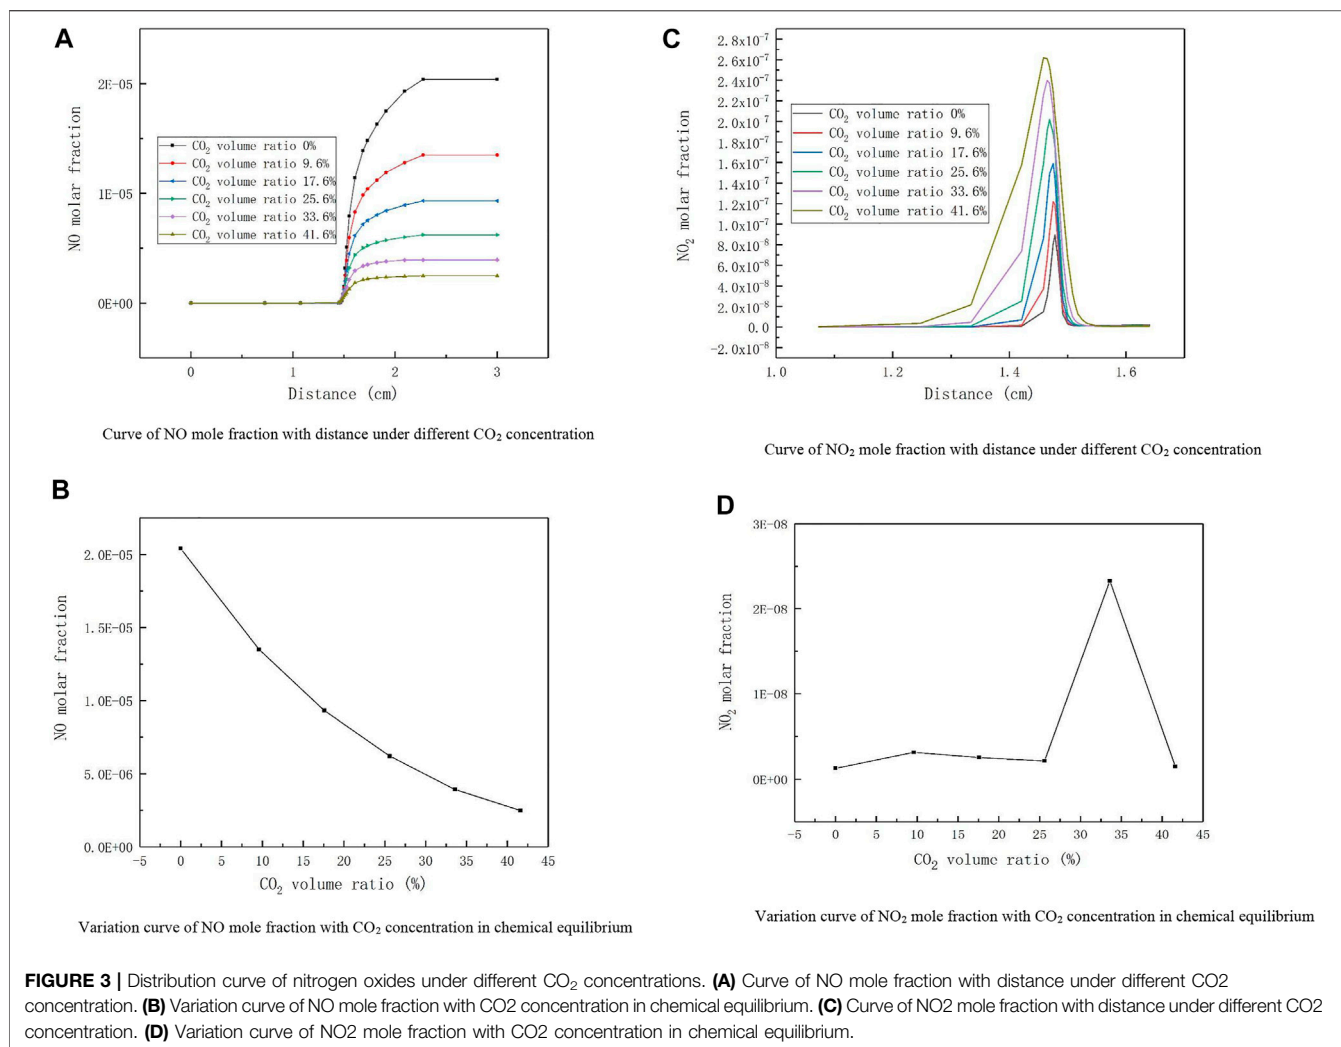 A
2E-05
1E-05
0E+00
NO molar fraction
CO₂ volume ratio 0%
CO₂ volume ratio 9.6%
CO₂ volume ratio 17.6%
CO₂ volume ratio 25.6%
CO₂ volume ratio 33.6%
CO₂ volume ratio 41.6%
0 1 2 3
Distance (cm)
Curve of NO mole fraction with distance under different CO₂ concentration
C
2.8x10⁻⁷
2.6x10⁻⁷
2.4x10⁻⁷
2.2x10⁻⁷
2.0x10⁻⁷
1.8x10⁻⁷
1.6x10⁻⁷
1.4x10⁻⁷
1.2x10⁻⁷
1.0x10⁻⁷
8.0x10⁻⁸
6.0x10⁻⁸
4.0x10⁻⁸
2.0x10⁻⁸
0.0
-2.0x10⁻⁸
NO₂ molar fraction
CO₂ volume ratio 0%
CO₂ volume ratio 9.6%
CO₂ volume ratio 17.6%
CO₂ volume ratio 25.6%
CO₂ volume ratio 33.6%
CO₂ volume ratio 41.6%
1.0 1.2 1.4 1.6
Distance (cm)
Curve of NO₂ mole fraction with distance under different CO₂ concentration
B
2.0E-05
1.5E-05
1.0E-05
5.0E-06
0.0E+00
NO molar fraction
-5 0 5 10 15 20 25 30 35 40 45
CO₂ volume ratio (%)
Variation curve of NO mole fraction with CO₂ concentration in chemical equilibrium
D
3E-08
2E-08
1E-08
0E+00
NO₂ molar fraction
-5 0 5 10 15 20 25 30 35 40 45
CO₂ volume ratio (%)
Variation curve of NO₂ mole fraction with CO₂ concentration in chemical equilibrium
FIGURE 3 | Distribution curve of nitrogen oxides under different CO₂ concentrations. (A) Curve of NO mole fraction with distance under different CO2
concentration. (B) Variation curve of NO mole fraction with CO2 concentration in chemical equilibrium. (C) Curve of NO2 mole fraction with distance under different CO2
concentration. (D) Variation curve of NO2 mole fraction with CO2 concentration in chemical equilibrium.